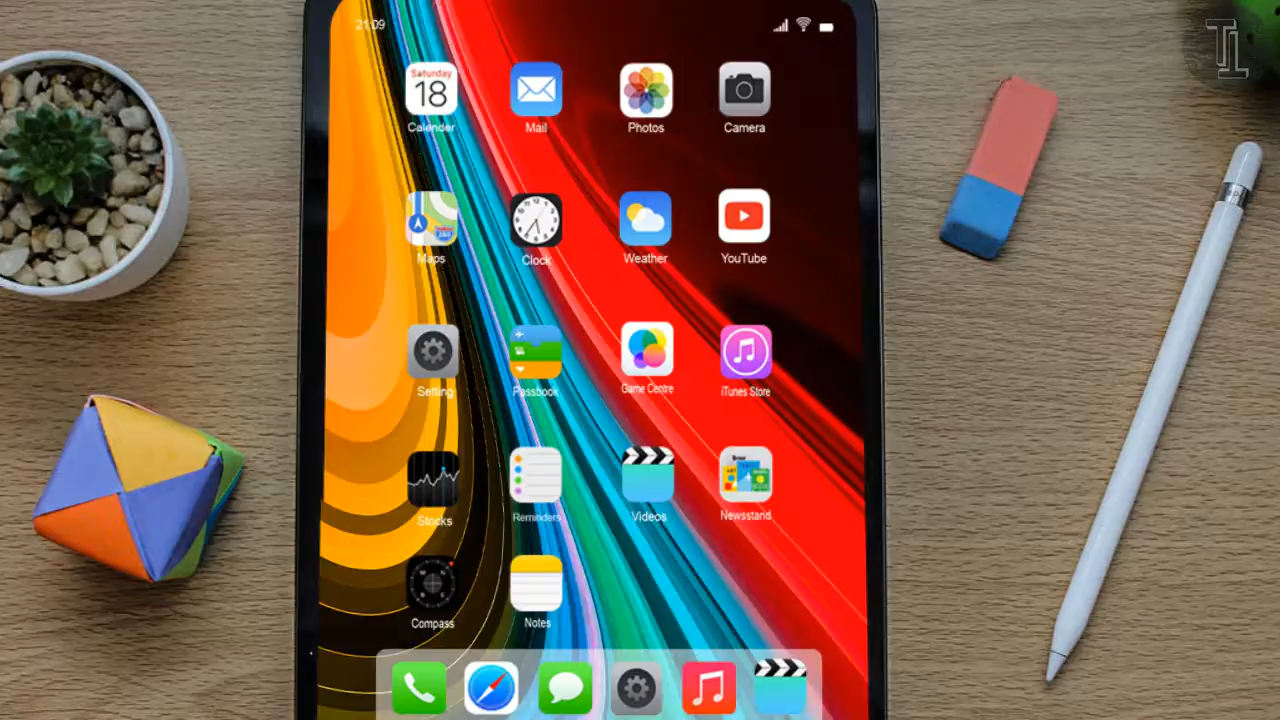 21:09
Saturday
18
Calender
Mail
Photos
Camera
Maps
Clock
Weather
YouTube
Setting
Passbook
Game Centre
iTunes Store
Stocks
Reminders
Videos
Newsstand
Compass
Notes